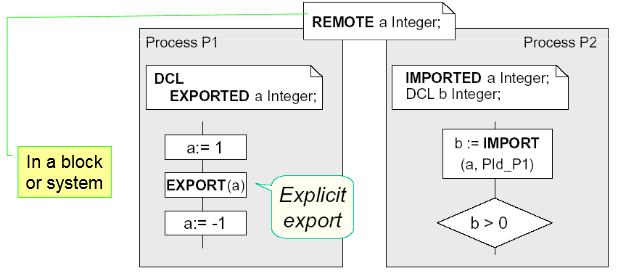 REMOTE a Integer;
Process P1
DCL
EXPORTED a Integer;
a:= 1
EXPORT(a)
a:= -1
Explicit
export
In a block
or system
Process P2
IMPORTED a Integer;
DCL b Integer;
b := IMPORT
(a, PId_P1)
b > 0